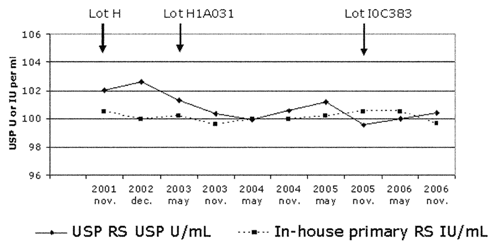 Lot H Lot H1A031 Lot I0C383
106
104
102
100
98
96
USP U or IU per ml
2001 2002 2003 2003 2004 2004 2005 2005 2006 2006
nov. dec. may nov. may nov. may nov. may nov.
USP RS USP U/mL In-house primary RS IU/mL